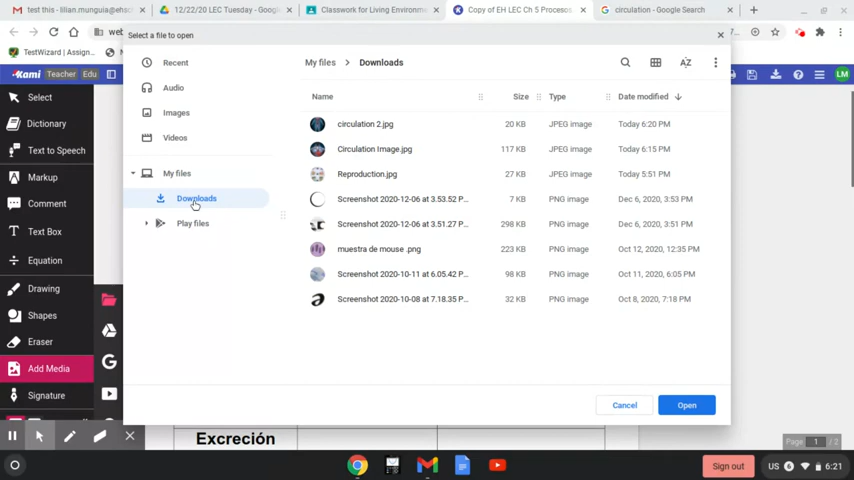 test this - lilian.munguia@ehsc
12/22/20 LEC Tuesday - Google
Classwork for Living Environme
Copy of EH LEC Ch 5 Procesos
circulation - Google Search
web
TestWizard | Assign...
N
Select a file to open
Kami Teacher Edu
LM
Select
Dictionary
Text to Speech
Markup
Comment
Text Box
Equation
Drawing
Shapes
Eraser
Add Media
Signature
Recent
Audio
Images
Videos
My files
Downloads
Play files
My files > Downloads
AZ
Name Size Type Date modified
circulation 2.jpg 20 KB JPEG image Today 6:20 PM
Circulation Image.jpg 117 KB JPEG image Today 6:15 PM
Reproduction.jpg 27 KB JPEG image Today 5:51 PM
Screenshot 2020-12-06 at 3.53.52 P... 7 KB PNG image Dec 6, 2020, 3:53 PM
Screenshot 2020-12-06 at 3.51.27 P... 298 KB PNG image Dec 6, 2020, 3:51 PM
muestra de mouse .png 223 KB PNG image Oct 12, 2020, 12:35 PM
Screenshot 2020-10-11 at 6.05.42 P... 98 KB PNG image Oct 11, 2020, 6:05 PM
Screenshot 2020-10-08 at 7.18.35 P... 32 KB PNG image Oct 8, 2020, 7:18 PM
Cancel Open
Excreción
Page 1 / 2
Sign out
US 6 6:21